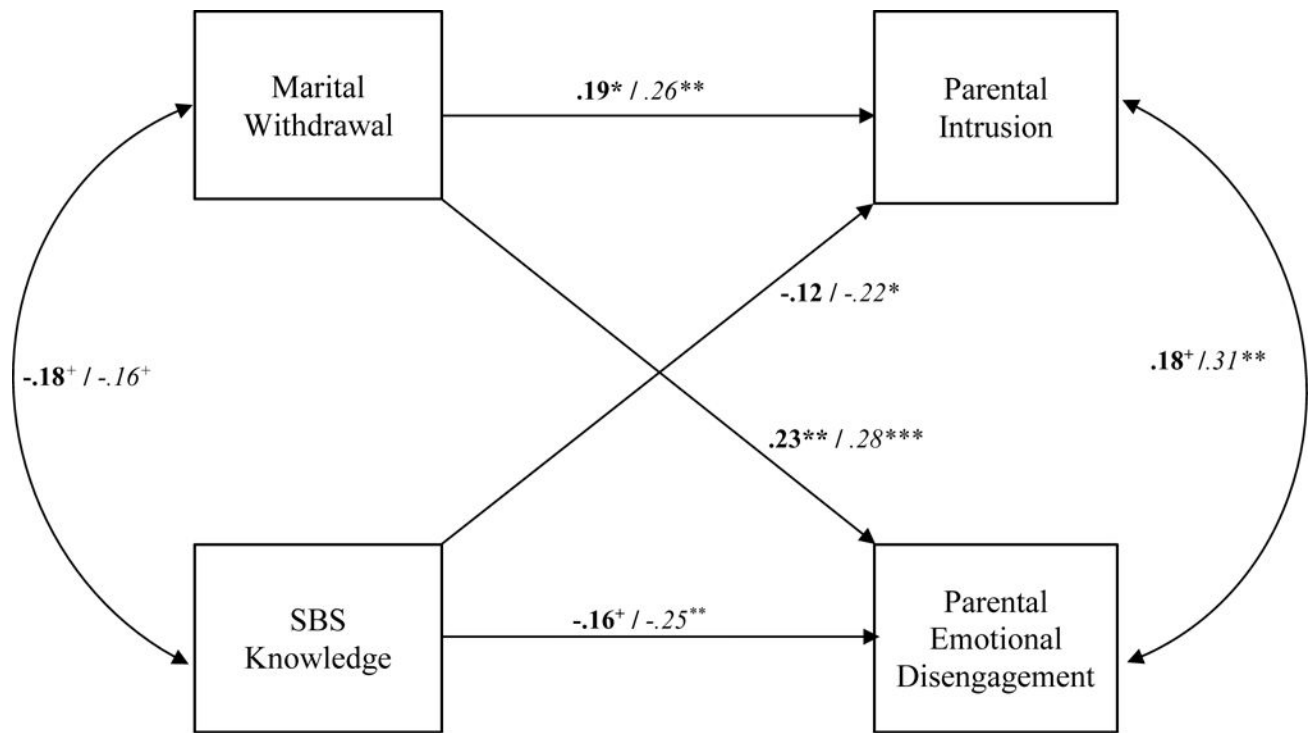 Marital
Withdrawal
.19* / .26**
Parental
Intrusion
-.12 / -.22*
-.18+ / -.16+
.18+ /.31**
.23** / .28***
SBS
Knowledge
-.16+ / -.25**
Parental
Emotional
Disengagement